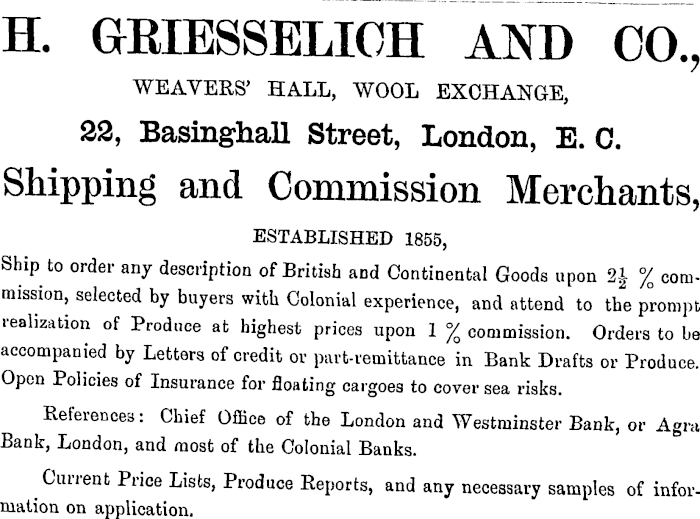 H. GRIESSELICH AND CO.,
WEAVERS' HALL, WOOL EXCHANGE,
22, Basinghall Street, London, E. C.
Shipping and Commission Merchants,
ESTABLISHED 1855,
Ship to order any description of British and Continental Goods upon 2½ % com-
mission, selected by buyers with Colonial experience, and attend to the prompt
realization of Produce at highest prices upon 1 % commission. Orders to be
accompanied by Letters of credit or part-remittance in Bank Drafts or Produce.
Open Policies of Insurance for floating cargoes to cover sea risks.
References: Chief Office of the London and Westminster Bank, or Agra
Bank, London, and most of the Colonial Banks.
Current Price Lists, Produce Reports, and any necessary samples of infor-
mation on application.